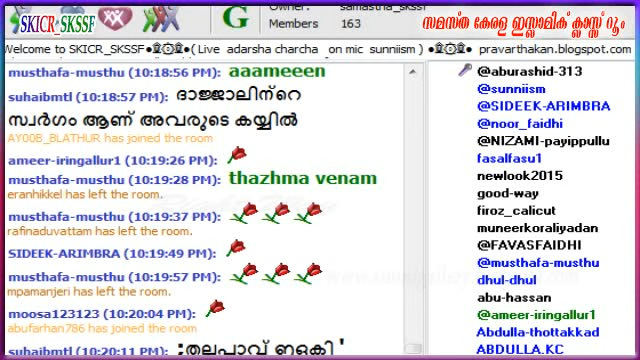 SKICR_SKSSF
G
Owner: samastha_skssf
Members 163
സമസ്ത കേരള ഇസ്ലാമിക് ക്ലാസ്സ് റൂം
Welcome to SKICR_SKSSF ●۩۞۩● ( Live adarsha charcha on mic sunniism ) ●۩۞۩● pravarthakan.blogspot.com
musthafa-musthu (10:18:56 PM): aaameeen
suhaibmtl (10:18:57 PM): ദാജ്ജാലിന്റെ
സ്വർഗം ആണ് അവരുടെ കയ്യിൽ
AY00B_BLATHUR has joined the room
ameer-iringallur1 (10:19:26 PM):
musthafa-musthu (10:19:28 PM): thazhma venam
eranhikkel has left the room.
musthafa-musthu (10:19:37 PM):
rafinaduvattam has left the room.
SIDEEK-ARIMBRA (10:19:49 PM):
musthafa-musthu (10:19:57 PM):
mpamanjeri has left the room.
moosa123123 (10:20:04 PM):
abufarhan786 has joined the room
suhaibmtl (10:20:11 PM):
@aburashid-313
@sunniism
@SIDEEK-ARIMBRA
@noor_faidhi
@NIZAMI-payippullu
fasalfasu1
newlook2015
good-way
firoz_calicut
muneerkoraliyadan
@FAVASFAIDHI
@musthafa-musthu
dhul-dhul
abu-hassan
@ameer-iringallur1
Abdulla-thottakkad
ABDULLA.KC